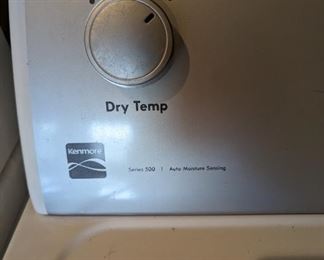 Dry Temp
Kenmore
Series 500 | Auto Moisture Sensing